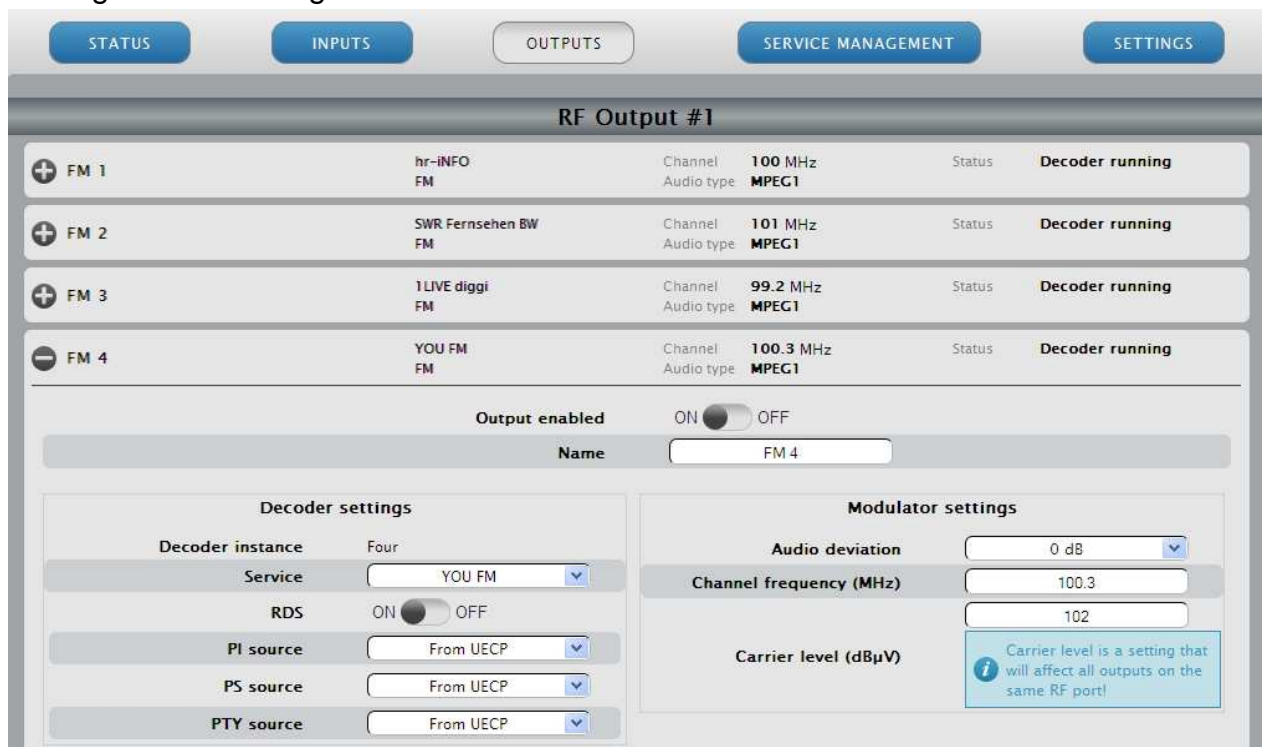 STATUS INPUTS OUTPUTS SERVICE MANAGEMENT SETTINGS
RF Output #1
FM 1 hr-iNFO Channel 100 MHz Status Decoder running
FM Audio type MPEG1
FM 2 SWR Fernsehen BW Channel 101 MHz Status Decoder running
FM Audio type MPEG1
FM 3 1LIVE diggi Channel 99.2 MHz Status Decoder running
FM Audio type MPEG1
FM 4 YOU FM Channel 100.3 MHz Status Decoder running
FM Audio type MPEG1
Output enabled ON OFF
Name FM 4
Decoder settings
Decoder instance Four
Service YOU FM
RDS ON OFF
PI source From UECP
PS source From UECP
PTY source From UECP
Modulator settings
Audio deviation 0 dB
Channel frequency (MHz) 100.3
Carrier level (dBµV) 102
Carrier level is a setting that
will affect all outputs on the
same RF port!